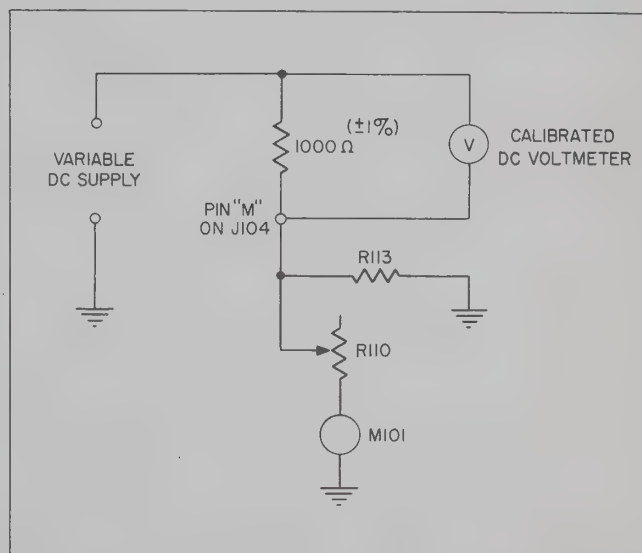 (±1%)
1000 Ω
V
CALIBRATED
DC VOLTMETER
VARIABLE
DC SUPPLY
PIN "M"
ON J104
R113
R110
M101